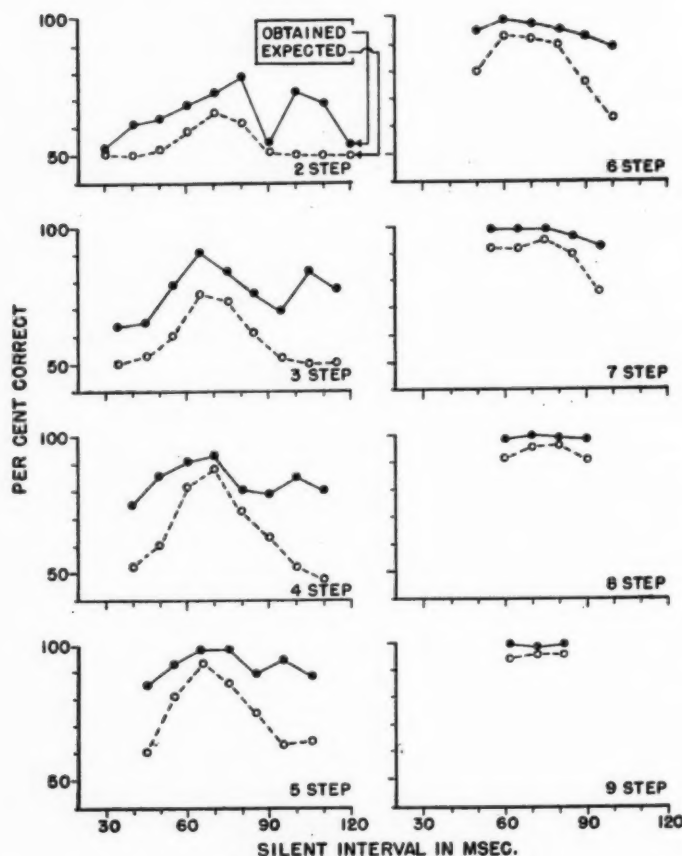 OBTAINED
EXPECTED
100
50
2 STEP
6 STEP
100
50
3 STEP
7 STEP
100
50
4 STEP
8 STEP
100
50
5 STEP
9 STEP
30 60 90 120
30 60 90 120
PER CENT CORRECT
SILENT INTERVAL IN MSEC.